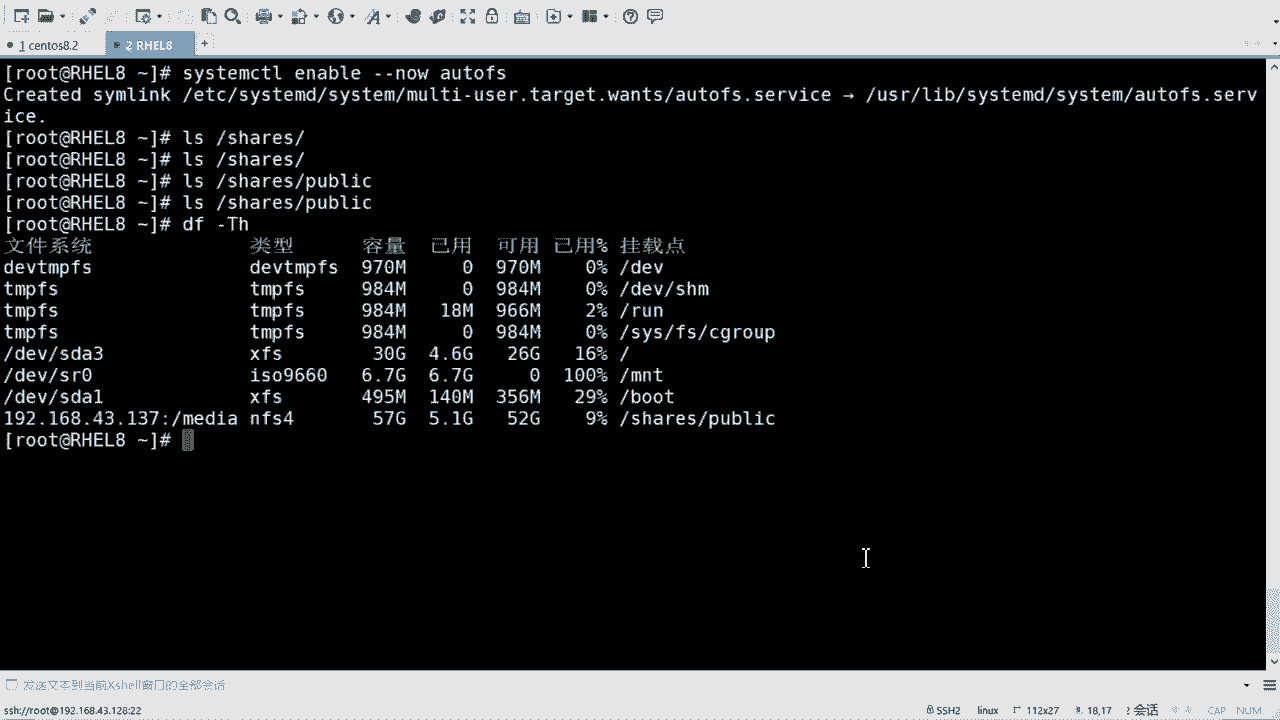 1 centos8.2
2 RHEL8
+
[root@RHEL8 ~]# systemctl enable --now autofs
Created symlink /etc/systemd/system/multi-user.target.wants/autofs.service → /usr/lib/systemd/system/autofs.serv
ice.
[root@RHEL8 ~]# ls /shares/
[root@RHEL8 ~]# ls /shares/
[root@RHEL8 ~]# ls /shares/public
[root@RHEL8 ~]# ls /shares/public
[root@RHEL8 ~]# df -Th
文件系统 类型 容量 已用 可用 已用% 挂载点
devtmpfs devtmpfs 970M 0 970M 0% /dev
tmpfs tmpfs 984M 0 984M 0% /dev/shm
tmpfs tmpfs 984M 18M 966M 2% /run
tmpfs tmpfs 984M 0 984M 0% /sys/fs/cgroup
/dev/sda3 xfs 30G 4.6G 26G 16% /
/dev/sr0 iso9660 6.7G 6.7G 0 100% /mnt
/dev/sda1 xfs 495M 140M 356M 29% /boot
192.168.43.137:/media nfs4 57G 5.1G 52G 9% /shares/public
[root@RHEL8 ~]#
发送文本到当前Xshell窗口的全部会话
ssh://root@192.168.43.128:22 SSH2 linux 112x27 18,17 2 会话 CAP NUM